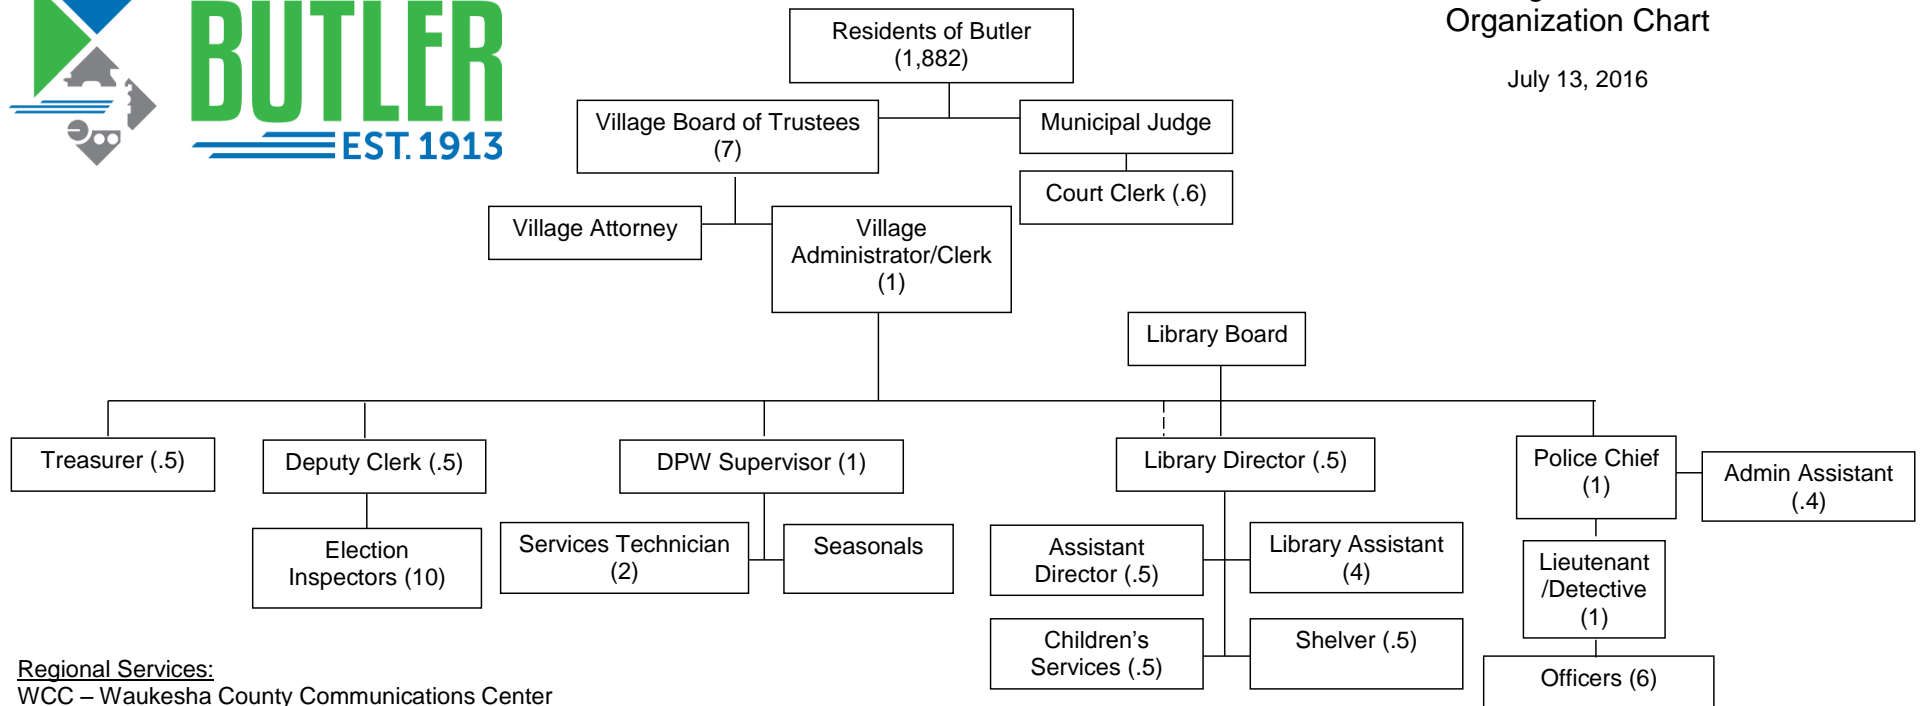 BUTLER
EST. 1913
Organization Chart
July 13, 2016
Residents of Butler
(1,882)
Village Board of Trustees
(7)
Municipal Judge
Court Clerk (.6)
Village Attorney
Village
Administrator/Clerk
(1)
Library Board
Treasurer (.5)
Deputy Clerk (.5)
DPW Supervisor (1)
Library Director (.5)
Police Chief
(1)
Admin Assistant
(.4)
Election
Inspectors (10)
Services Technician
(2)
Seasonals
Assistant
Director (.5)
Library Assistant
(4)
Lieutenant
/Detective
(1)
Children’s
Services (.5)
Shelver (.5)
Officers (6)
Regional Services:
WCC – Waukesha County Communications Center